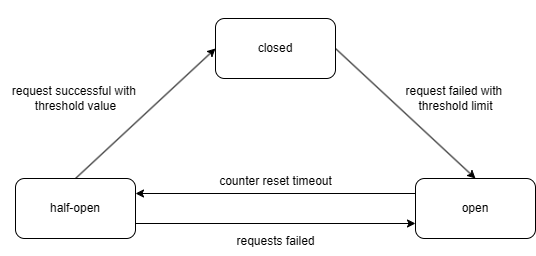 closed
request successful with
threshold value
request failed with
threshold limit
counter reset timeout
half-open
open
requests failed